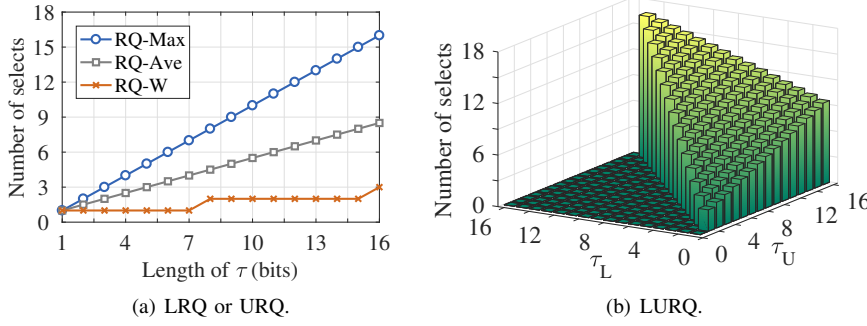 18
15
12
9
6
3
0
Number of selects
RQ-Max
RQ-Ave
RQ-W
1 4 7 10 13 16
Length of τ (bits)
(a) LRQ or URQ.
18
12
6
0
Number of selects
16 12 8 4 0
τL
0 4 8 12 16
τU
(b) LURQ.